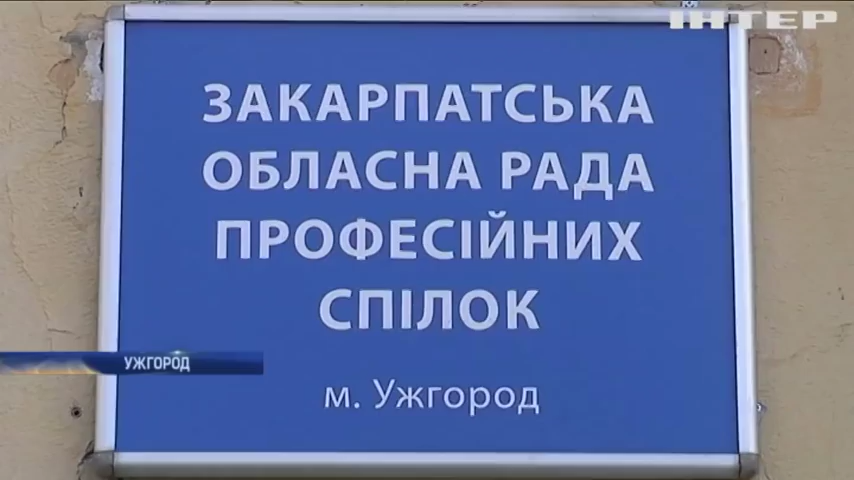 ІНТЕР
ЗАКАРПАТСЬКА
ОБЛАСНА РАДА
ПРОФЕСІЙНИХ
СПІЛОК
УЖГОРОД
м. Ужгород